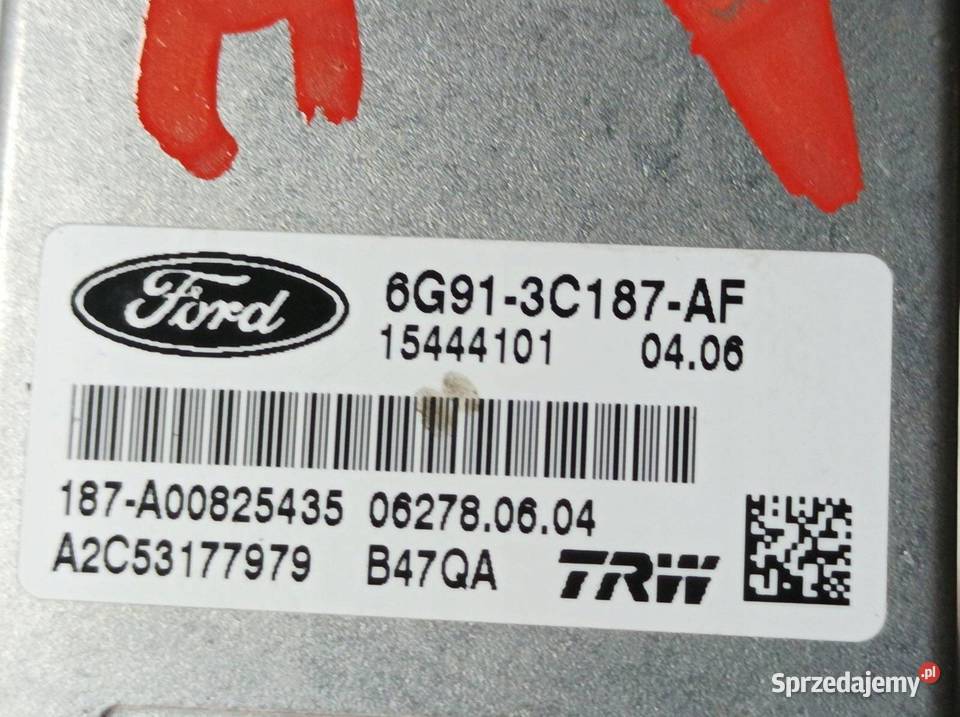 Ford
6G91-3C187-AF
15444101 04.06
187-A00825435 06278.06.04
A2C53177979 B47QA TRW
Sprzedajemy.pl